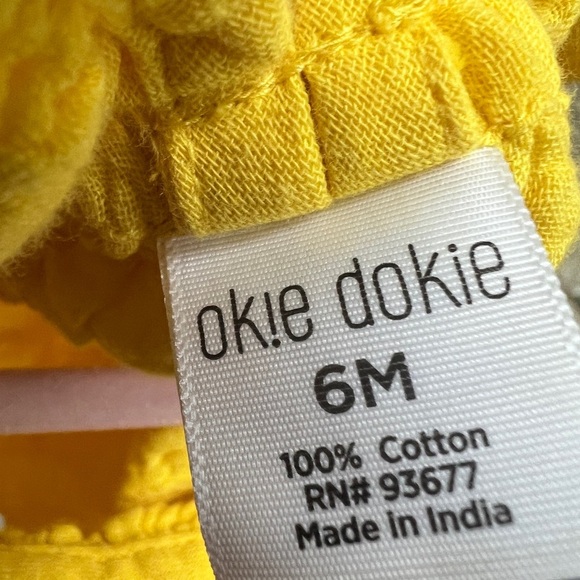 ok!e dokie
6M
100% Cotton
RN# 93677
Made in India